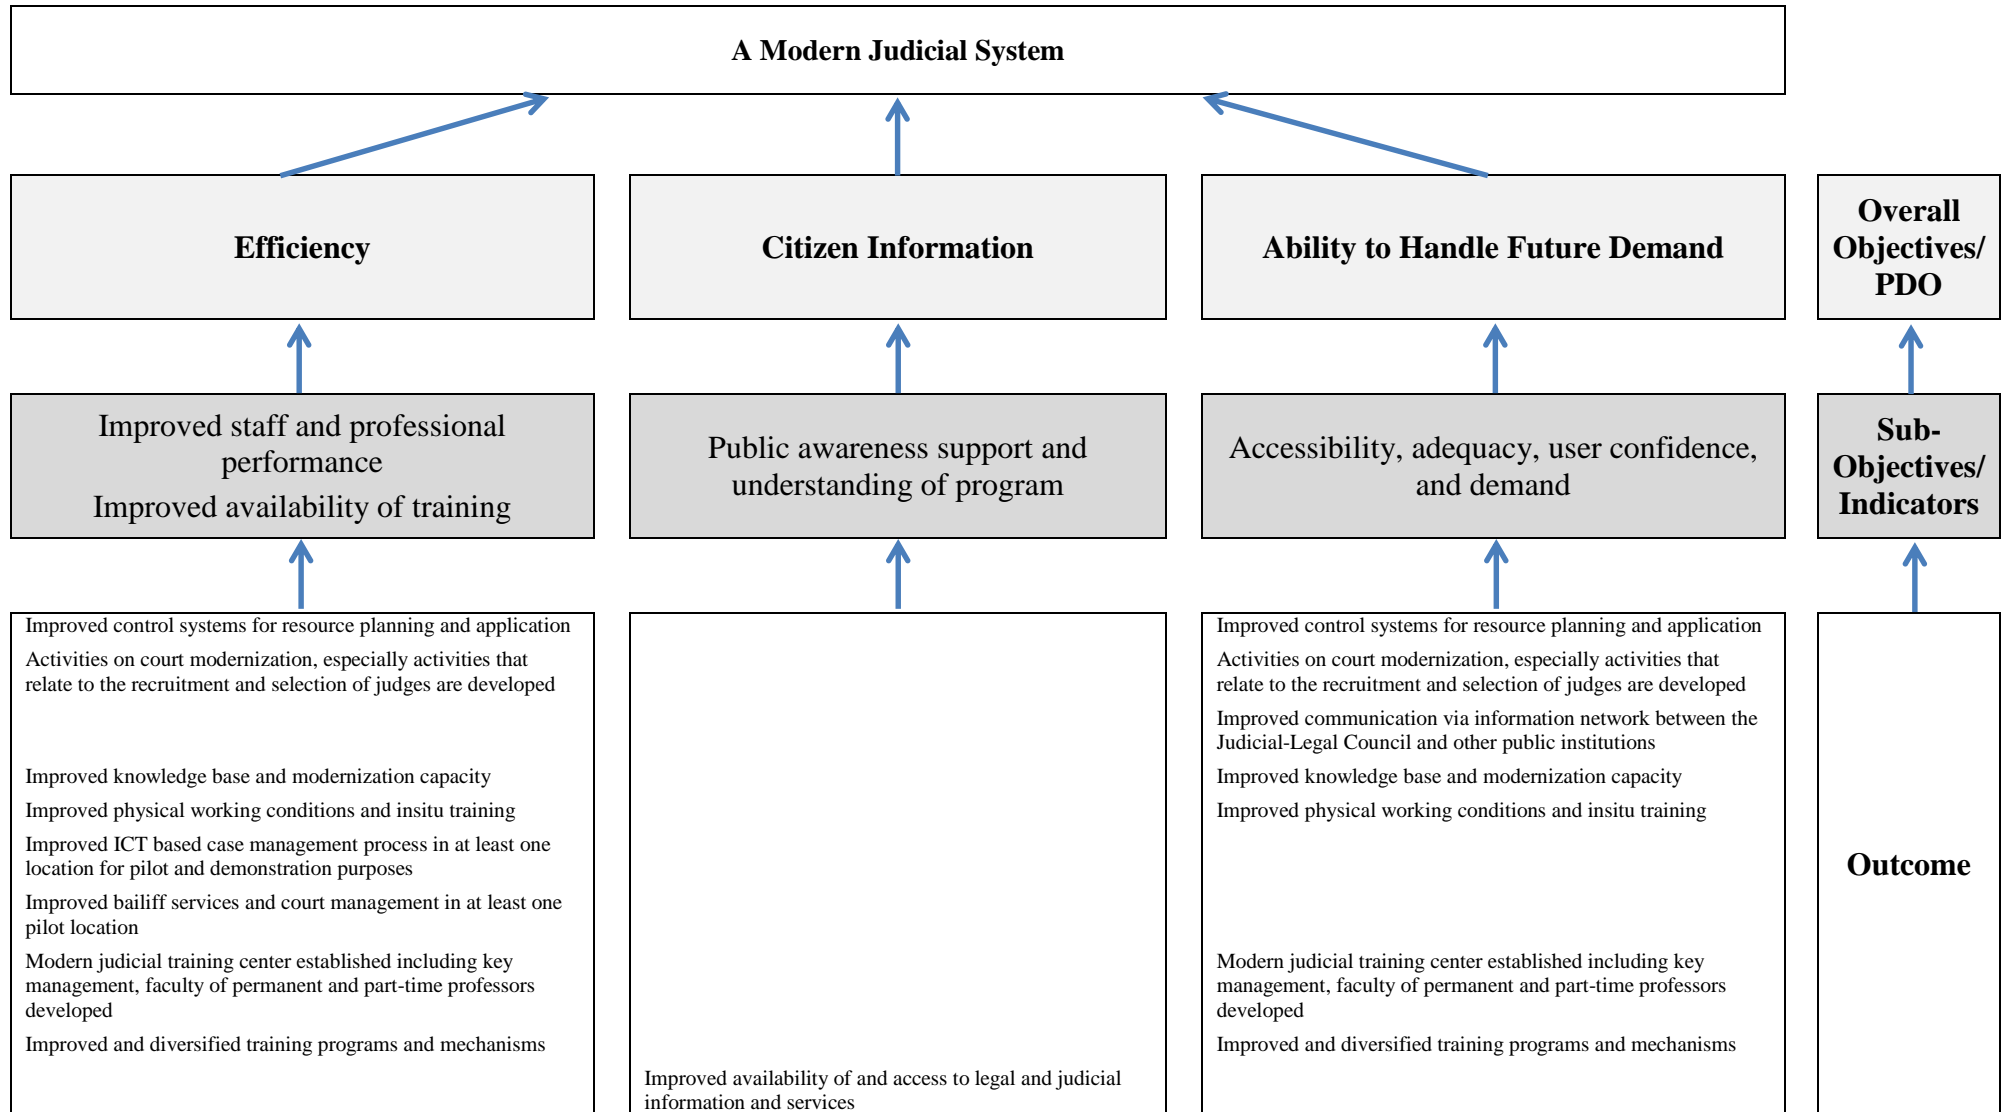 A Modern Judicial System
Efficiency
Citizen Information
Ability to Handle Future Demand
Overall
Objectives/
PDO
Improved staff and professional
performance
Improved availability of training
Public awareness support and
understanding of program
Accessibility, adequacy, user confidence,
and demand
Sub-
Objectives/
Indicators
Improved control systems for resource planning and application
Activities on court modernization, especially activities that
relate to the recruitment and selection of judges are developed
Improved knowledge base and modernization capacity
Improved physical working conditions and insitu training
Improved ICT based case management process in at least one
location for pilot and demonstration purposes
Improved bailiff services and court management in at least one
pilot location
Modern judicial training center established including key
management, faculty of permanent and part-time professors
developed
Improved and diversified training programs and mechanisms
Improved availability of and access to legal and judicial
information and services
Improved control systems for resource planning and application
Activities on court modernization, especially activities that
relate to the recruitment and selection of judges are developed
Improved communication via information network between the
Judicial-Legal Council and other public institutions
Improved knowledge base and modernization capacity
Improved physical working conditions and insitu training
Modern judicial training center established including key
management, faculty of permanent and part-time professors
developed
Improved and diversified training programs and mechanisms
Outcome